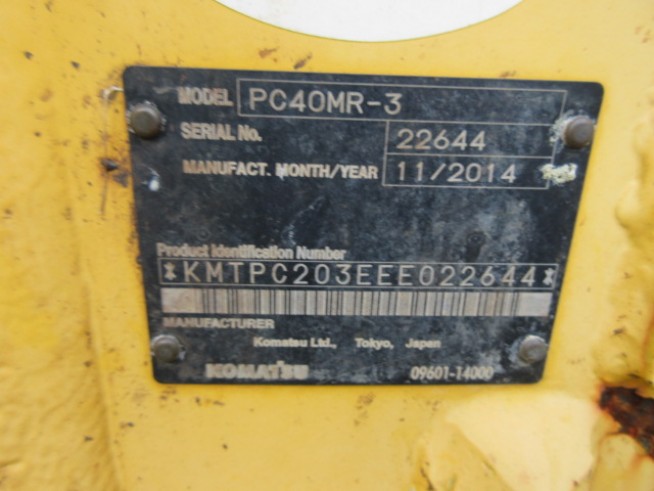 MODEL PC40MR-3
SERIAL No. 22644
MANUFACT. MONTH/YEAR 11/2014
Product Identification Number
*KMTPC203EEE022644*
MANUFACTURER
Komatsu Ltd., Tokyo, Japan
KOMATSU 09601-14000